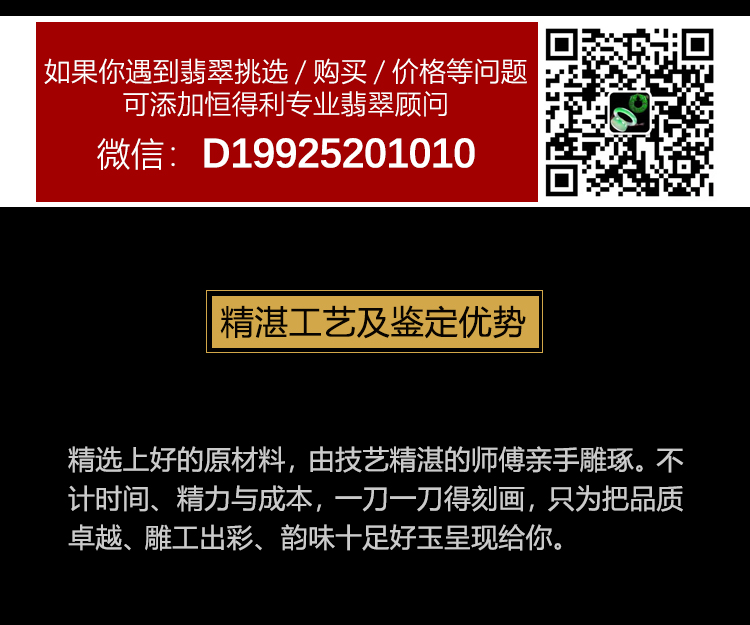 如果你遇到翡翠挑选 / 购买 / 价格等问题
可添加恒得利专业翡翠顾问
微信：D19925201010
精湛工艺及鉴定优势
精选上好的原材料，由技艺精湛的师傅亲手雕琢。不
计时间、精力与成本，一刀一刀得刻画，只为把品质
卓越、雕工出彩、韵味十足好玉呈现给你。